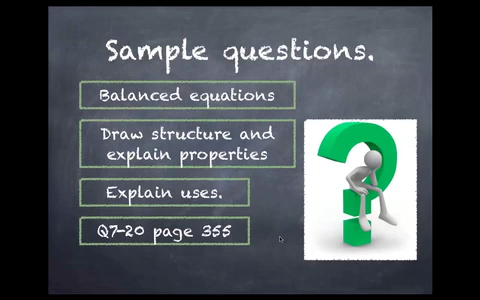 Sample questions.
Balanced equations
Draw structure and
explain properties
Explain uses.
Q7-20 page 355